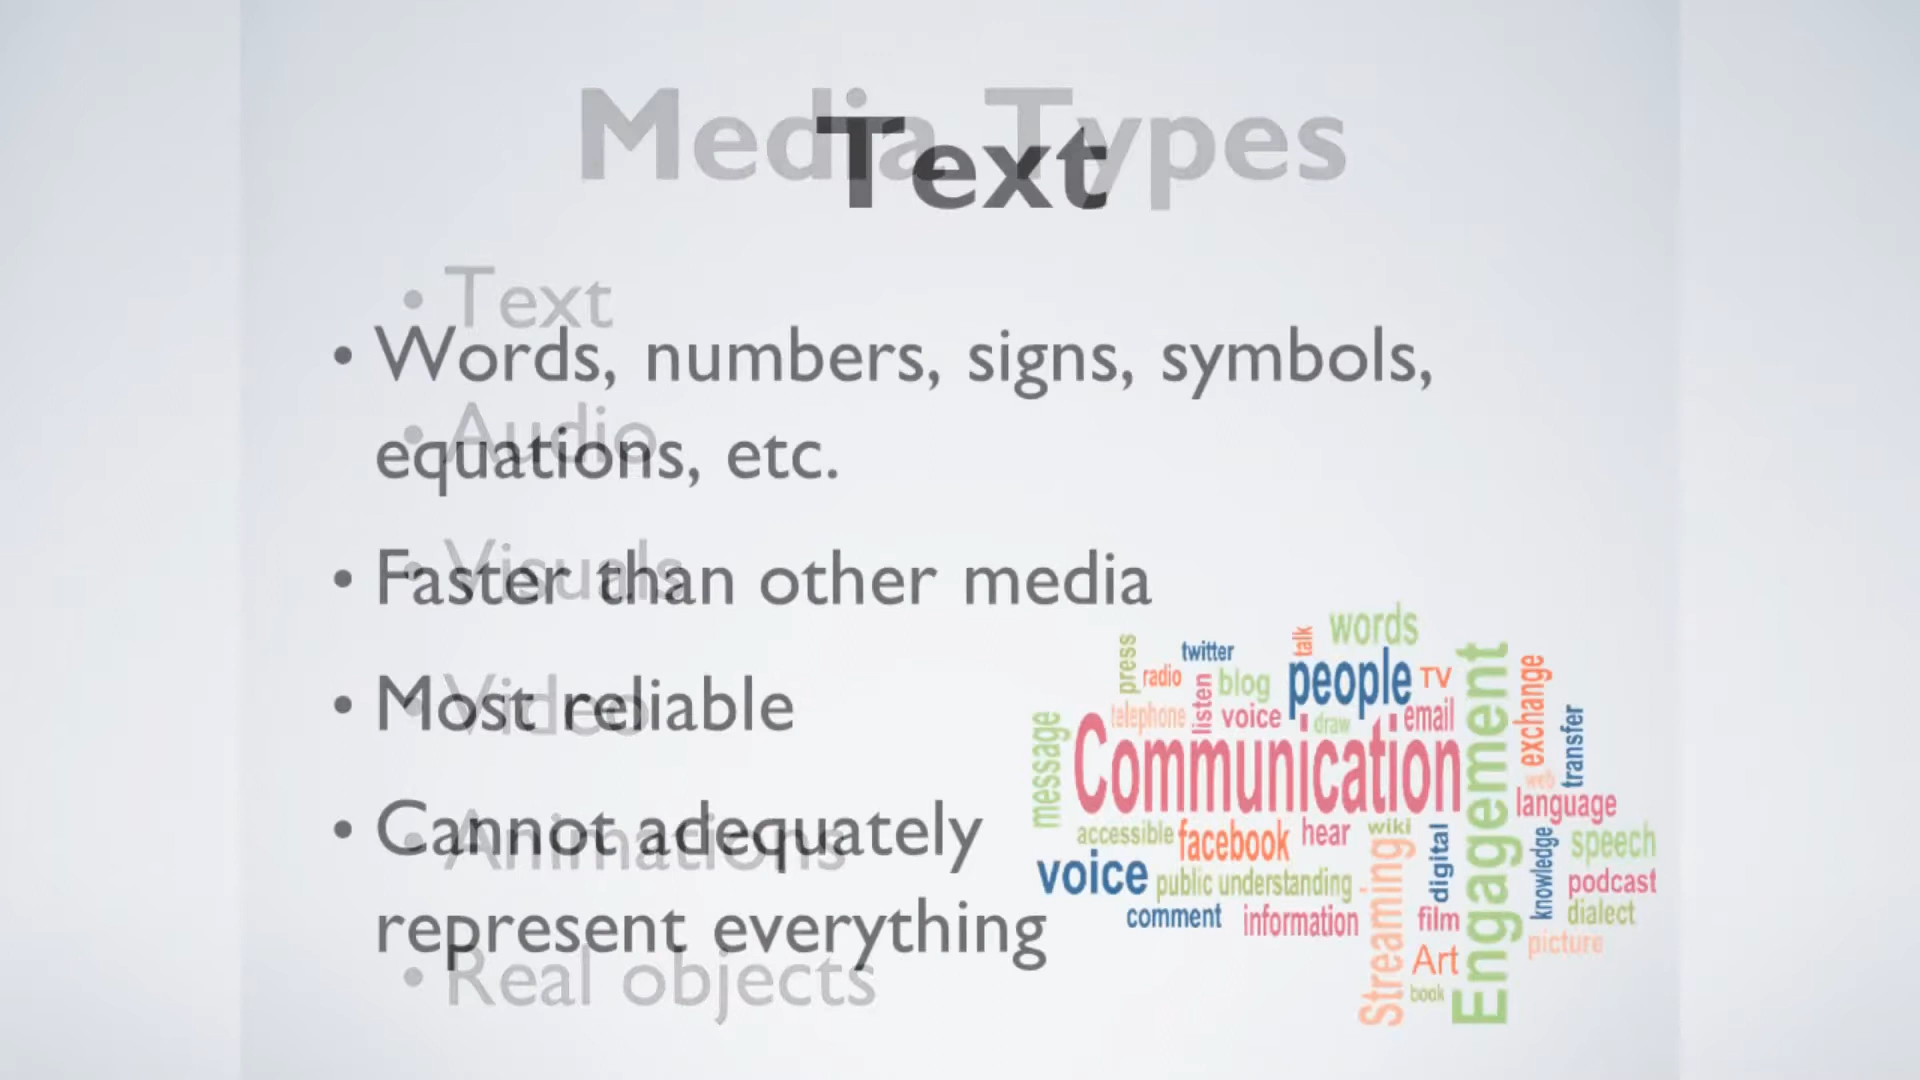 Media Types
Text
• Text
• Words, numbers, signs, symbols,
equations, etc.
• Audio
• Faster than other media
• Visuals
• Most reliable
• Video
• Cannot adequately
represent everything
• Animations
• Real objects
words
talk
press
twitter
radio
listen
blog
people
TV
telephone
voice
draw
email
message
Communication
Engagement
exchange
transfer
web
language
accessible
facebook
hear
wiki
digital
knowledge
speech
voice
public understanding
Streaming
podcast
comment
information
film
dialect
picture
Art
book